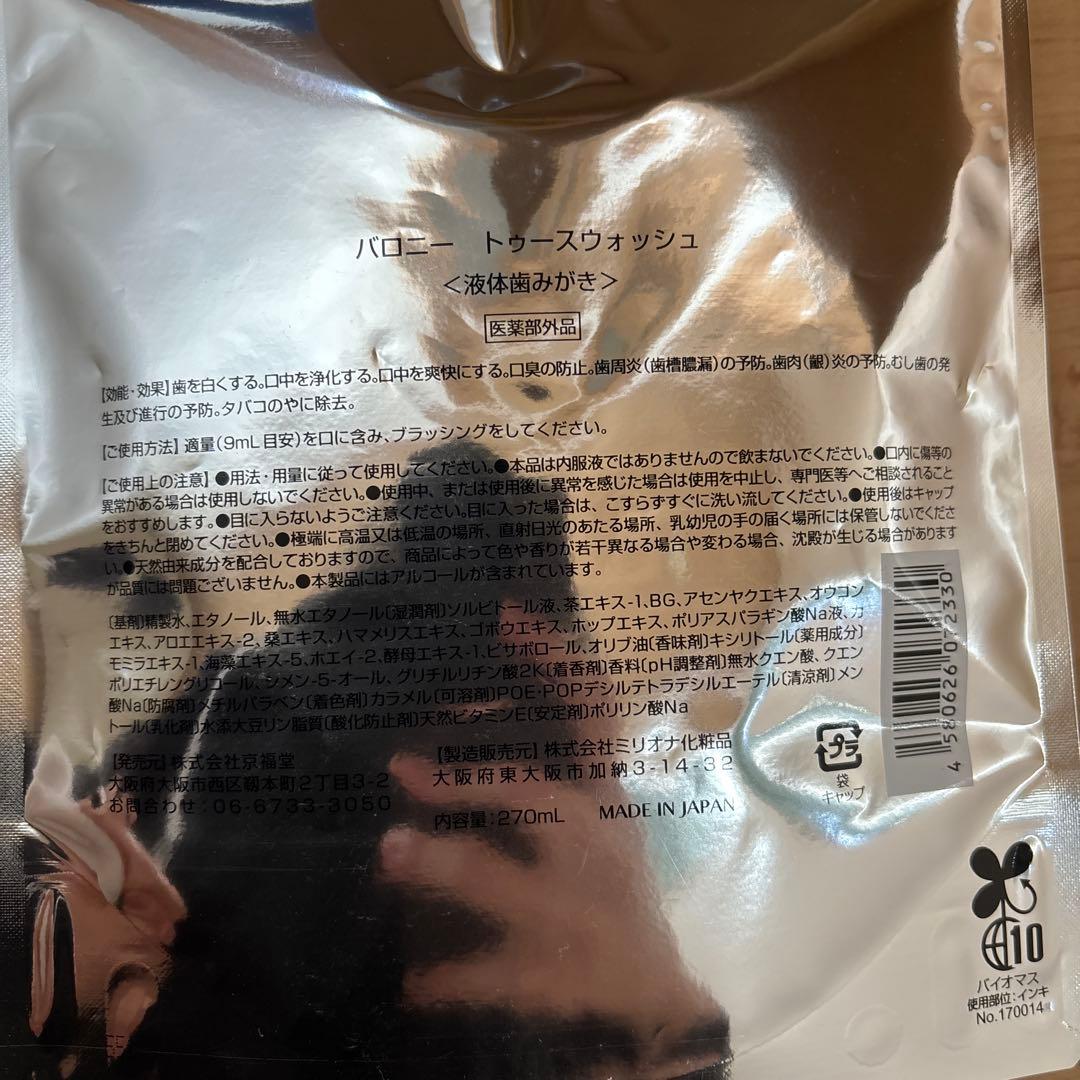 バロニー　トゥースウォッシュ
＜液体歯みがき＞
医薬部外品
【効能・効果】歯を白くする。口中を浄化する。口中を爽快にする。口臭の防止。歯周炎（歯槽膿漏）の予防。歯肉（齦）炎の予防。むし歯の発
生及び進行の予防。タバコのやに除去。
【ご使用方法】適量（9mL目安）を口に含み、ブラッシングをしてください。
【ご使用上の注意】●用法・用量に従って使用してください。●本品は内服液ではありませんので飲まないでください。●口内に傷等の
異常がある場合は使用しないでください。●使用中、または使用後に異常を感じた場合は使用を中止し、専門医等へご相談されること
をおすすめします。●目に入らないようご注意ください。目に入った場合は、こすらずすぐに洗い流してください。●使用後はキャップ
をきちんと閉めてください。●極端に高温又は低温の場所、直射日光のあたる場所、乳幼児の手の届く場所には保管しないでくださ
い。●天然由来成分を配合しておりますので、商品によって色や香りが若干異なる場合や変わる場合、沈殿が生じる場合があります
が品質には問題ございません。●本製品にはアルコールが含まれています。
〔基剤〕精製水、エタノール、無水エタノール〔湿潤剤〕ソルビトール液、茶エキス-1、BG、アセンヤクエキス、オウゴン
エキス、アロエエキス-2、桑エキス、ハマメリスエキス、ゴボウエキス、ホップエキス、ポリアスパラギン酸Na液、カ
モミラエキス-1、海藻エキス-5、ホエイ-2、酵母エキス-1、ビサボロール、オリブ油〔香味剤〕キシリトール〔薬用成分〕
ポリエチレングリコール、シメン-5-オール、グリチルリチン酸2K〔着香剤〕香料〔pH調整剤〕無水クエン酸、クエン
酸Na〔防腐剤〕メチルパラベン〔着色剤〕カラメル〔可溶剤〕POE・POPデシルテトラデシルエーテル〔清涼剤〕メン
トール〔乳化剤〕水添大豆リン脂質〔酸化防止剤〕天然ビタミンE〔安定剤〕ポリリン酸Na
【発売元】株式会社京福堂
大阪府大阪市西区靱本町2丁目3-2
お問合わせ：06-6733-3050
【製造販売元】株式会社ミリオナ化粧品
大阪府東大阪市加納3-14-32
内容量：270mL　MADE IN JAPAN
プラ
袋
キャップ
4 580626 072330
10
バイオマス
使用部位：インキ
No.170014